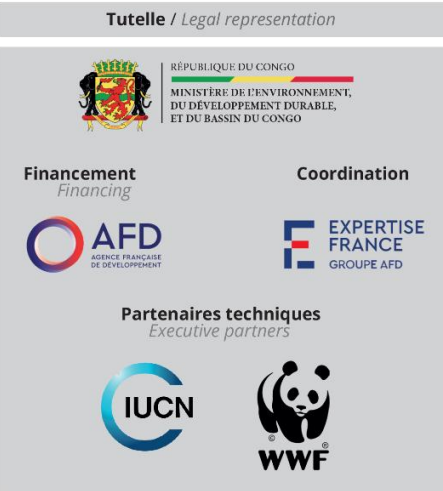 Tutelle / Legal representation
RÉPUBLIQUE DU CONGO
MINISTÈRE DE L'ENVIRONNEMENT,
DU DÉVELOPPEMENT DURABLE,
ET DU BASSIN DU CONGO
Financement
Financing
Coordination
AFD
AGENCE FRANÇAISE
DE DÉVELOPPEMENT
EXPERTISE
FRANCE
GROUPE AFD
Partenaires techniques
Executive partners
IUCN
©
®
WWF